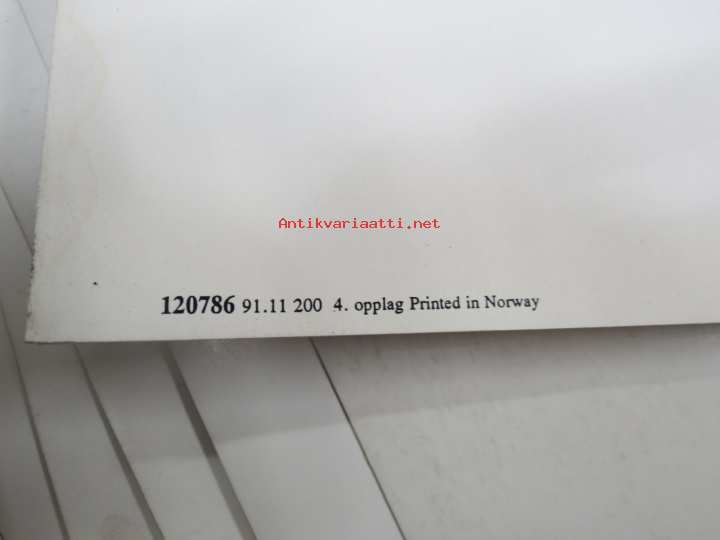 Antikvariaatti.net
120786 91.11 200 4. opplag Printed in Norway